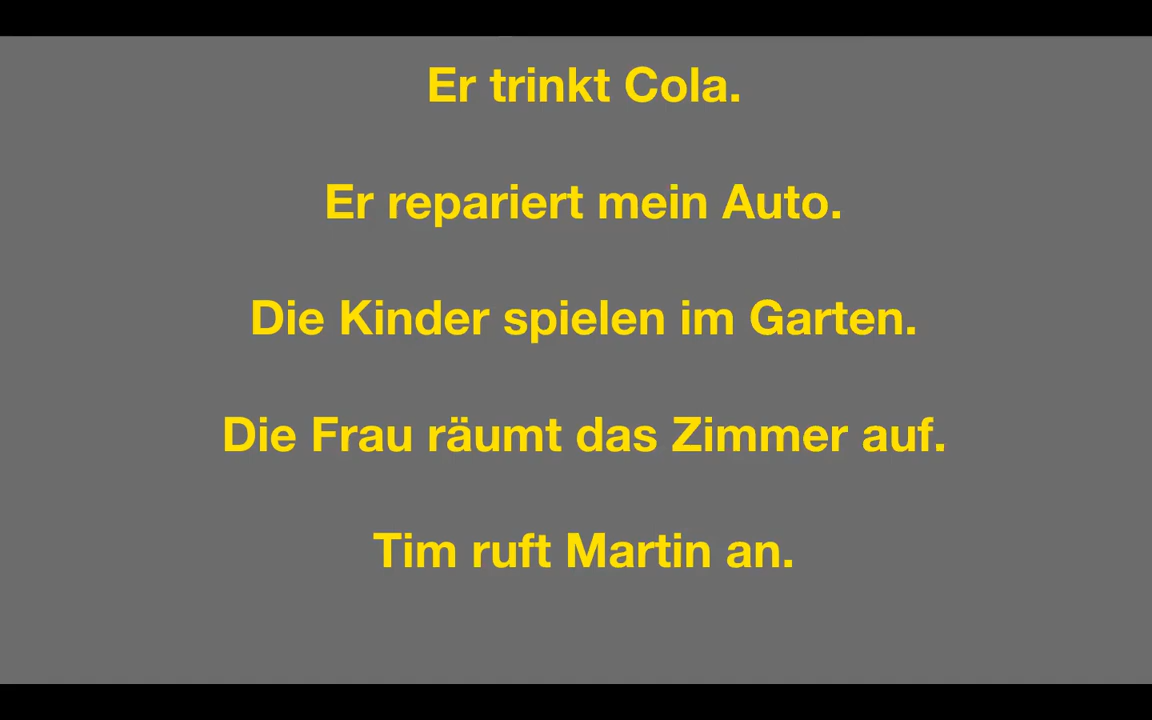 Er trinkt Cola.
Er repariert mein Auto.
Die Kinder spielen im Garten.
Die Frau räumt das Zimmer auf.
Tim ruft Martin an.